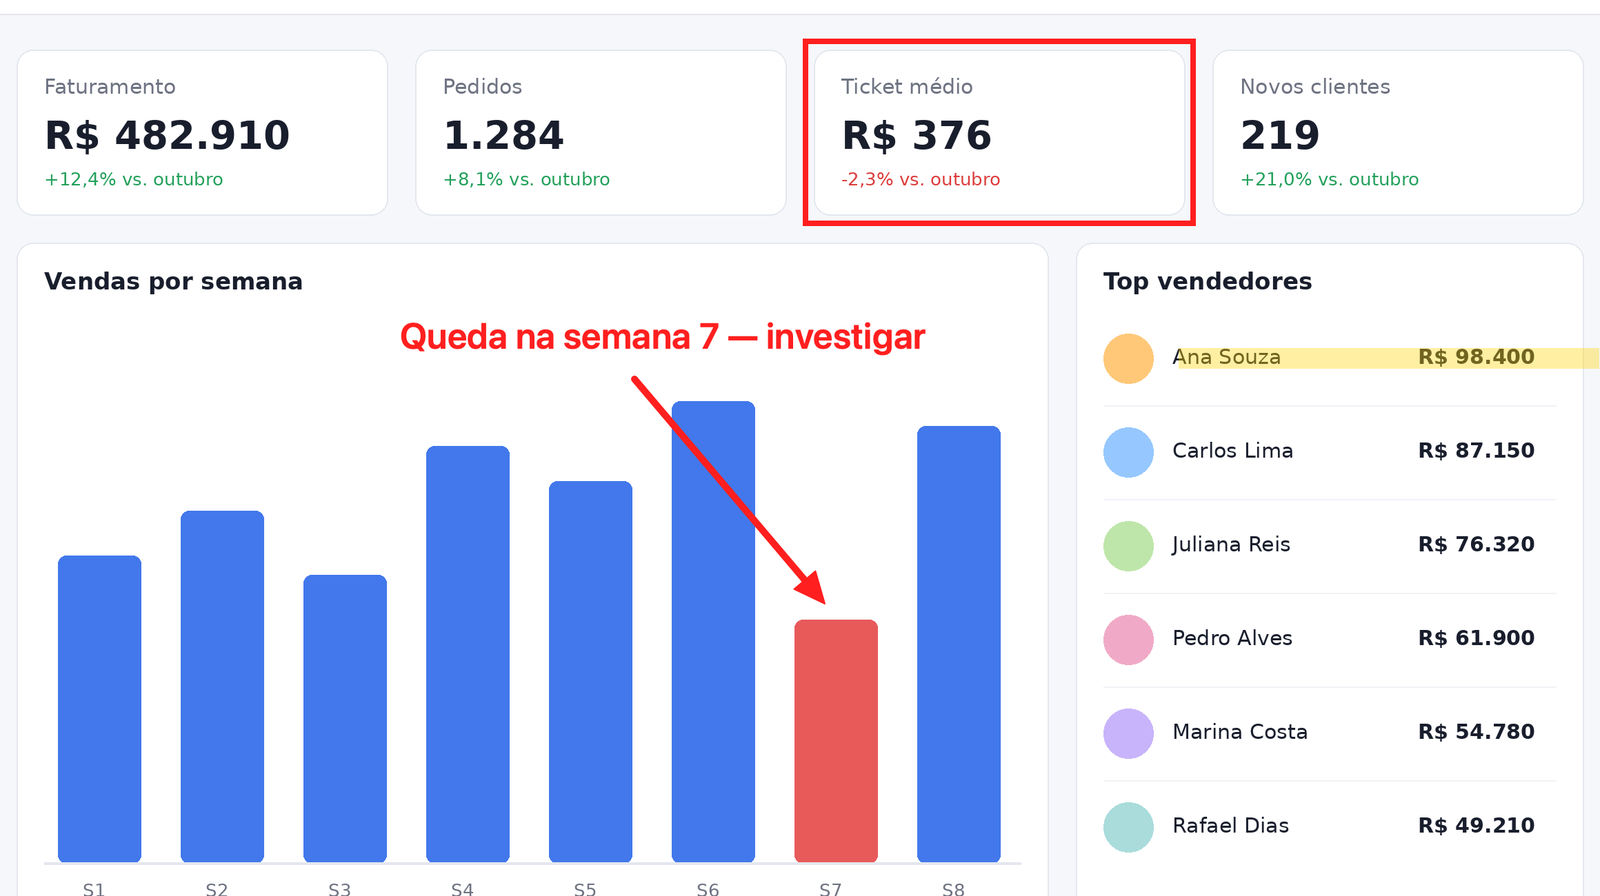 Faturamento
R$ 482.910
+12,4% vs. outubro
Pedidos
1.284
+8,1% vs. outubro
Ticket médio
R$ 376
-2,3% vs. outubro
Novos clientes
219
+21,0% vs. outubro
Vendas por semana
Queda na semana 7 — investigar
S1 S2 S3 S4 S5 S6 S7 S8
Top vendedores
Ana Souza R$ 98.400
Carlos Lima R$ 87.150
Juliana Reis R$ 76.320
Pedro Alves R$ 61.900
Marina Costa R$ 54.780
Rafael Dias R$ 49.210